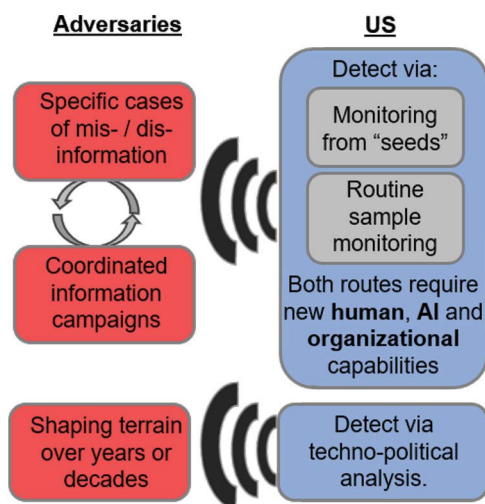 Adversaries
Specific cases
of mis- / dis-
information
Coordinated
information
campaigns
Shaping terrain
over years or
decades
US
Detect via:
Monitoring
from “seeds”
Routine
sample
monitoring
Both routes require
new human, AI and
organizational
capabilities
Detect via
techno-political
analysis.